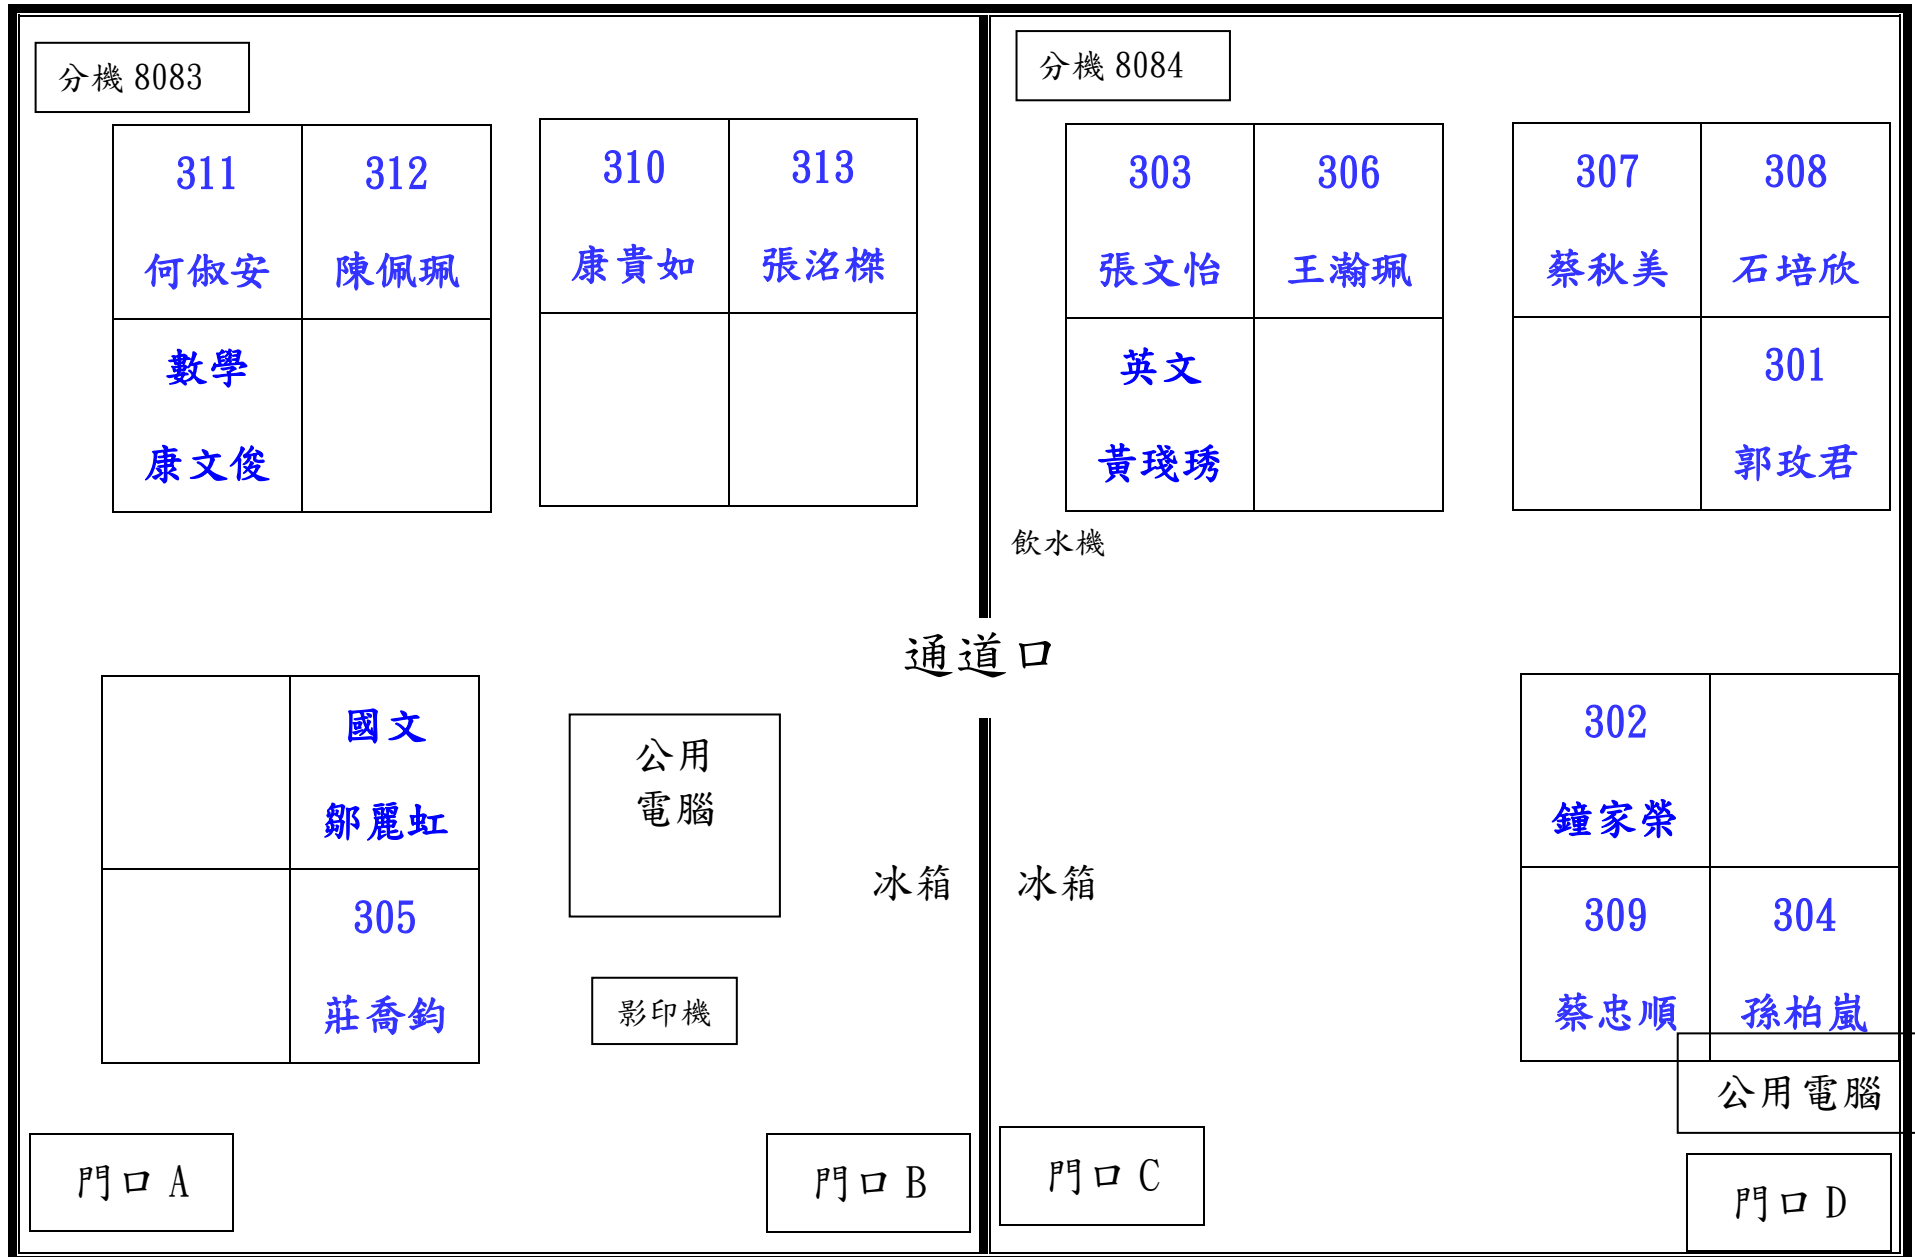 分機 8083
311
何俶安
312
陳佩珮
數學
康文俊
310
康貴如
313
張洺櫸
分機 8084
303
張文怡
306
王瀚珮
英文
黃琖琇
307
蔡秋美
308
石培欣
301
郭玫君
飲水機
通道口
國文
鄒麗虹
305
莊喬鈞
公用
電腦
冰箱
影印機
冰箱
302
鐘家榮
309
蔡忠順
304
孫柏嵐
公用電腦
門口 A
門口 B
門口 C
門口 D